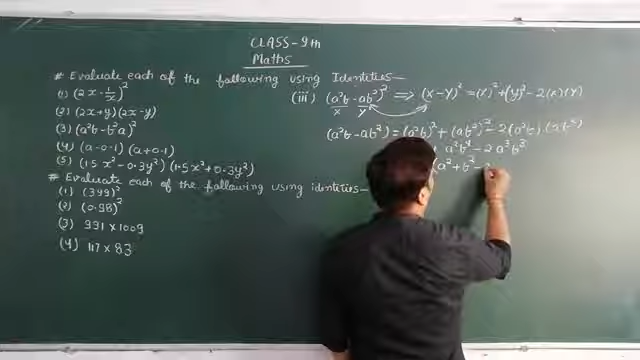 CLASS-9th
Maths
# Evaluate each of the following using Identities—
(1) (2x-1/x)²
(2) (2x+y)(2x-y)
(3) (a²b-b²a)²
(4) (a-0.1) (a+0.1)
(5) (1.5x²-0.3y²)(1.5x²+0.3y²)
# Evaluate each of the following using identities—
(1) (399)²
(2) (0.98)²
(3) 991×1009
(4) 117×83
(iii) (a²b-ab²)² ⇒ (x-y)²=(x)²+(y)²-2(x)(y)
x y
(a²b-ab²)²=(a²b)²+(ab²)²-2(a²b)(ab²)
+ a²b⁴-2a³b³
(a²+b²-2